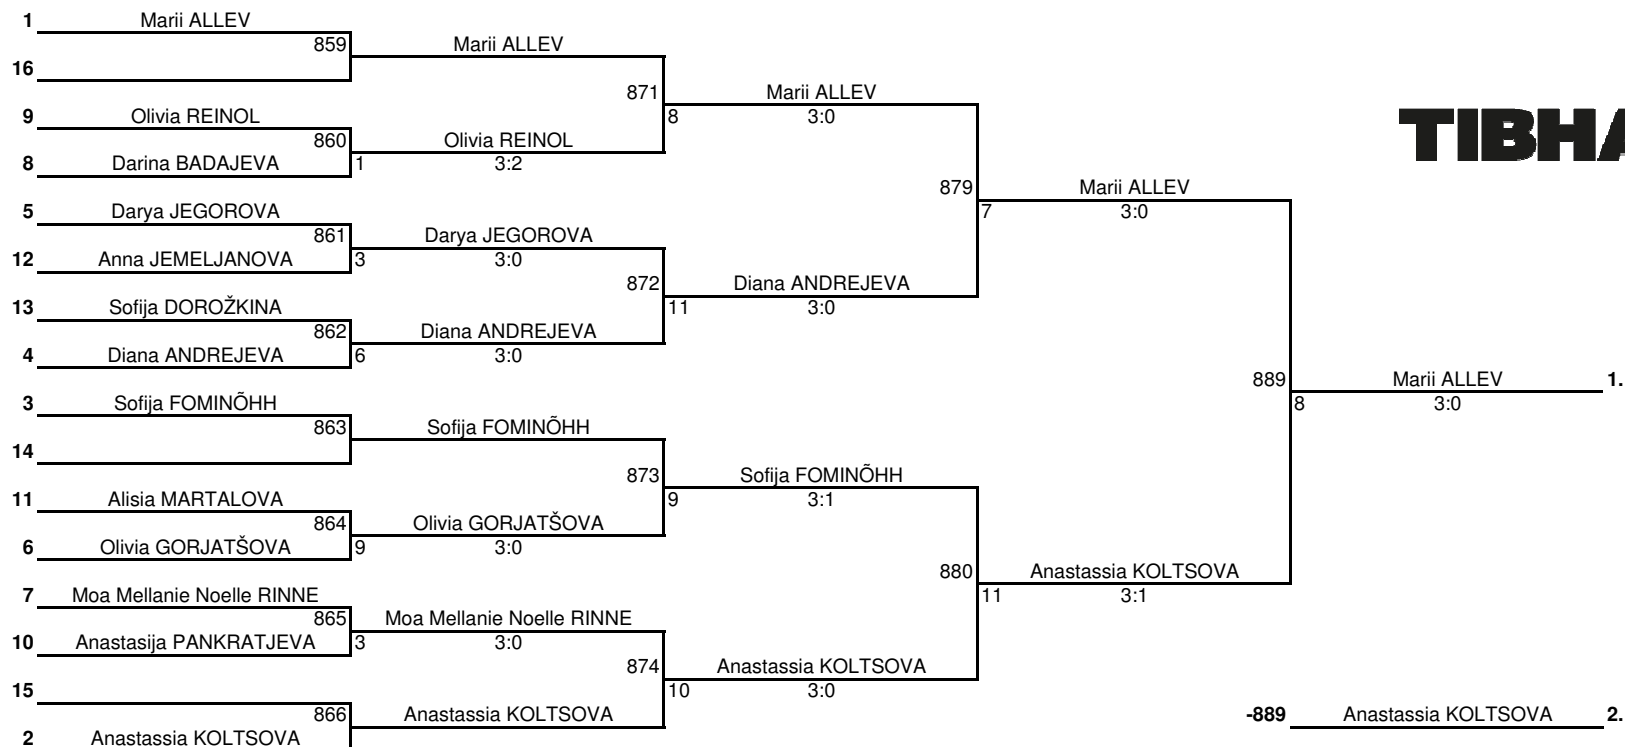 1 Marii ALLEV
859 Marii ALLEV
16
871 Marii ALLEV
8 3:0
9 Olivia REINOL
860 Olivia REINOL
8 Darina BADAJEVA 1 3:2
TIBHA
879 Marii ALLEV
7 3:0
5 Darya JEGOROVA
861 Darya JEGOROVA
12 Anna JEMELJANOVA 3 3:0
872 Diana ANDREJEVA
11 3:0
13 Sofija DOROŽKINA
862 Diana ANDREJEVA
4 Diana ANDREJEVA 6 3:0
889 Marii ALLEV 1.
8 3:0
3 Sofija FOMINÕHH
863 Sofija FOMINÕHH
14
873 Sofija FOMINÕHH
9 3:1
11 Alisia MARTALOVA
864 Olivia GORJATŠOVA
6 Olivia GORJATŠOVA 9 3:0
880 Anastassia KOLTSOVA
11 3:1
7 Moa Mellanie Noelle RINNE
865 Moa Mellanie Noelle RINNE
10 Anastasija PANKRATJEVA 3 3:0
874 Anastassia KOLTSOVA
10 3:0
15
866 Anastassia KOLTSOVA
-889 Anastassia KOLTSOVA 2.
2 Anastassia KOLTSOVA